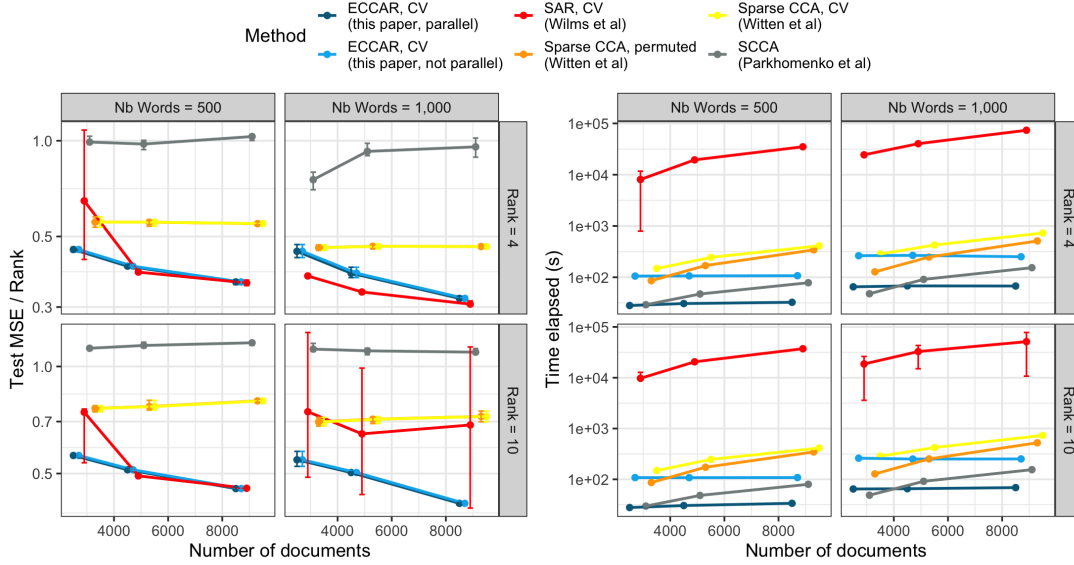 Method
ECCAR, CV
(this paper, parallel)
ECCAR, CV
(this paper, not parallel)
SAR, CV
(Wilms et al)
Sparse CCA, permuted
(Witten et al)
Sparse CCA, CV
(Witten et al)
SCCA
(Parkhomenko et al)
Test MSE / Rank
Nb Words = 500
Nb Words = 1,000
Rank = 4
Rank = 10
1.0
0.5
0.3
1.0
0.7
0.5
4000 6000 8000
4000 6000 8000
Number of documents
Time elapsed (s)
Nb Words = 500
Nb Words = 1,000
Rank = 4
Rank = 10
1e+05
1e+04
1e+03
1e+02
1e+05
1e+04
1e+03
1e+02
4000 6000 8000
4000 6000 8000
Number of documents